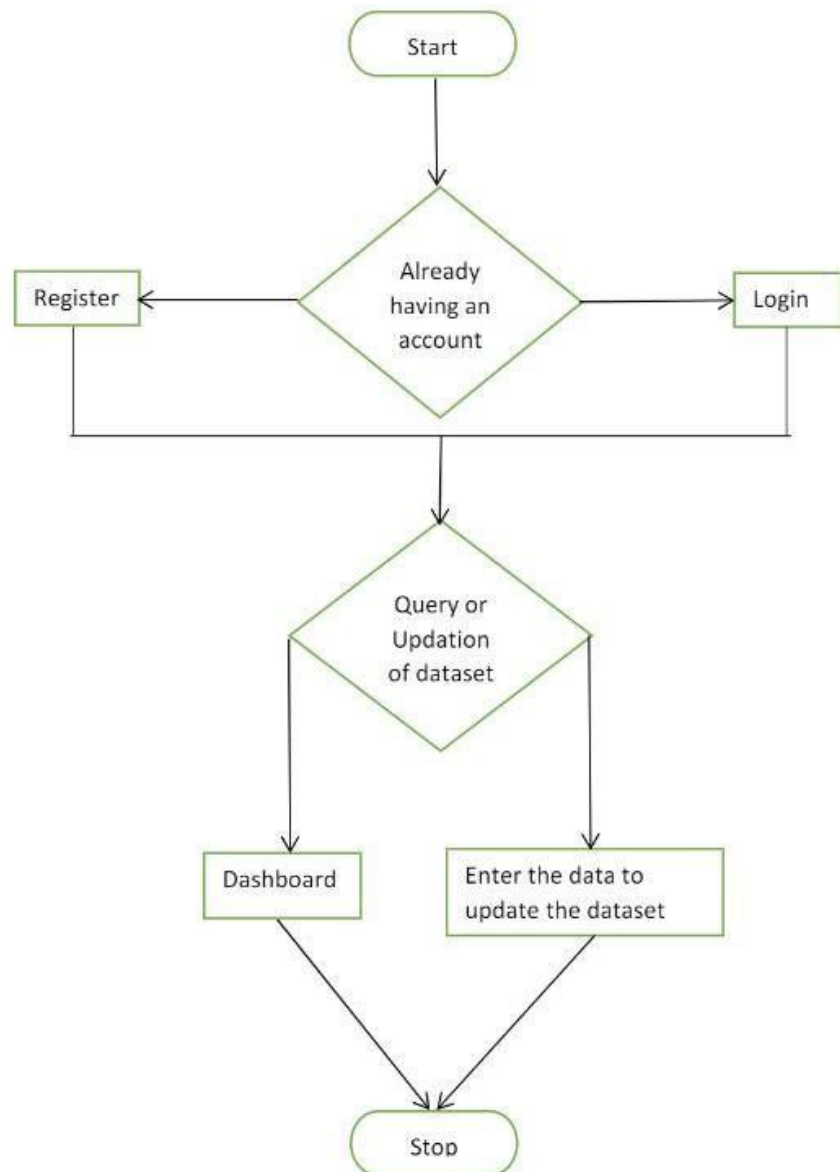 Start
Already
having an
account
Register
Login
Query or
Updation
of dataset
Dashboard
Enter the data to
update the dataset
Stop